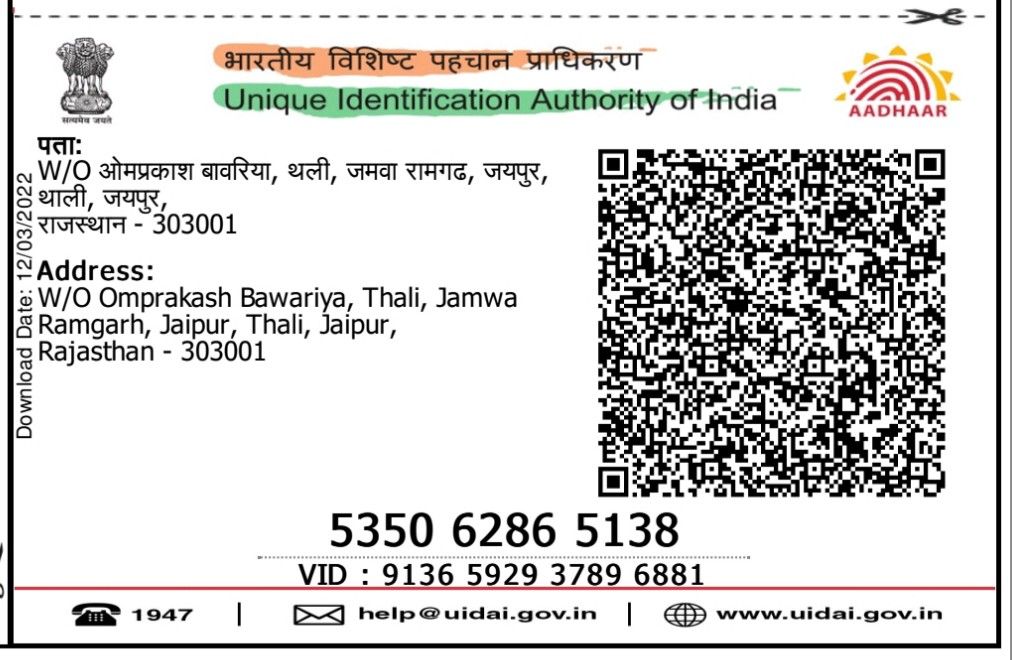 सत्यमेव जयते
भारतीय विशिष्ट पहचान प्राधिकरण
Unique Identification Authority of India
AADHAAR
Download Date: 12/03/2022
पता:
W/O ओमप्रकाश बावरिया, थली, जमवा रामगढ, जयपुर,
थाली, जयपुर,
राजस्थान - 303001
Address:
W/O Omprakash Bawariya, Thali, Jamwa
Ramgarh, Jaipur, Thali, Jaipur,
Rajasthan - 303001
5350 6286 5138
VID : 9136 5929 3789 6881
1947 | help@uidai.gov.in | www.uidai.gov.in